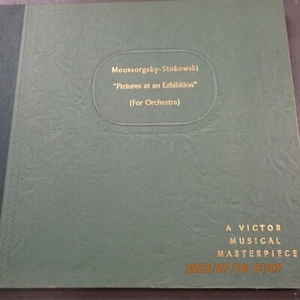 Moussorgsky-Stokowski
"Pictures at an Exhibition"
(For Orchestra)
A VICTOR
MUSICAL
MASTERPIECE